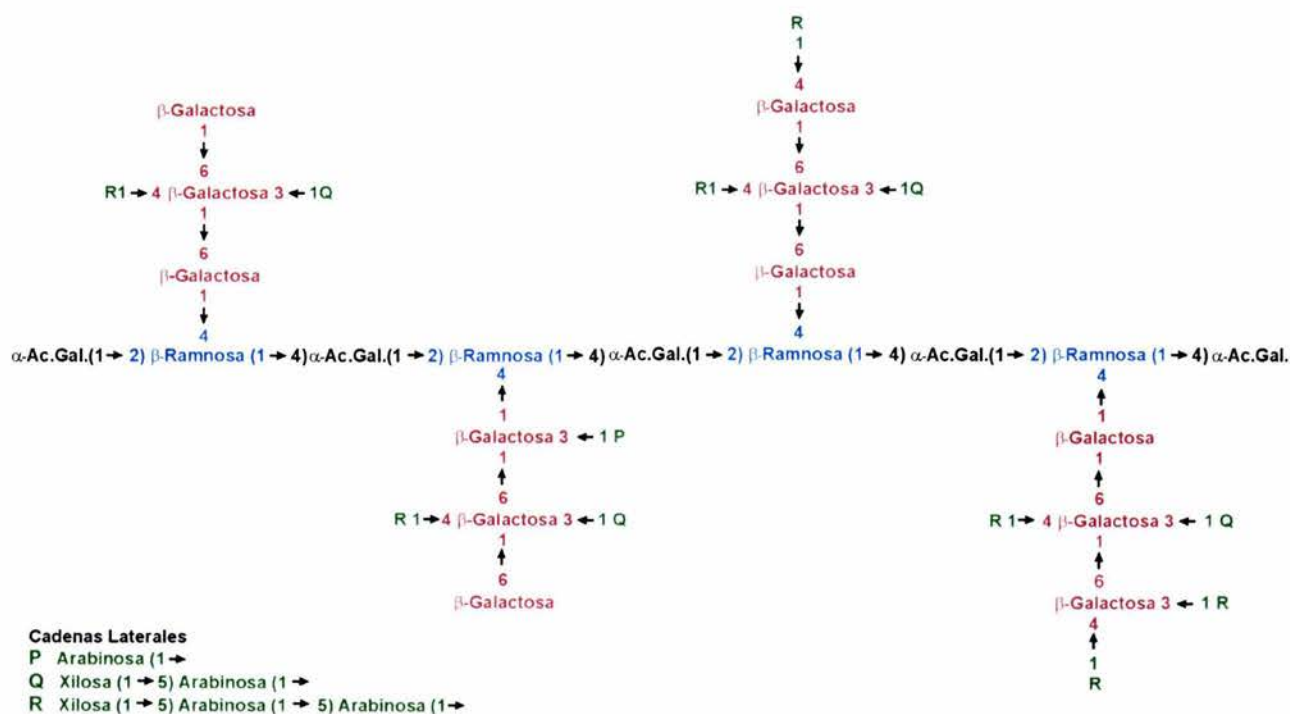 R
1
4
β-Galactosa β-Galactosa
1 1
6 6
R1 → 4 β-Galactosa 3 ← 1Q R1 → 4 β-Galactosa 3 ← 1Q
1 1
6 6
β-Galactosa β-Galactosa
1 1
4 4
α-Ac.Gal.(1 → 2) β-Ramnosa (1 → 4)α-Ac.Gal.(1 → 2) β-Ramnosa (1 → 4) α-Ac.Gal.(1 → 2) β-Ramnosa (1 → 4) α-Ac.Gal.(1 → 2) β-Ramnosa (1 → 4) α-Ac.Gal.
4 4
1 1
β-Galactosa 3 ← 1 P β-Galactosa
1 1
6 6
R 1 → 4 β-Galactosa 3 ← 1 Q R 1 → 4 β-Galactosa 3 ← 1 Q
1 1
6 6
β-Galactosa β-Galactosa 3 ← 1 R
4
1
R
Cadenas Laterales
P Arabinosa (1 →
Q Xilosa (1 → 5) Arabinosa (1 →
R Xilosa (1 → 5) Arabinosa (1 → 5) Arabinosa (1 →